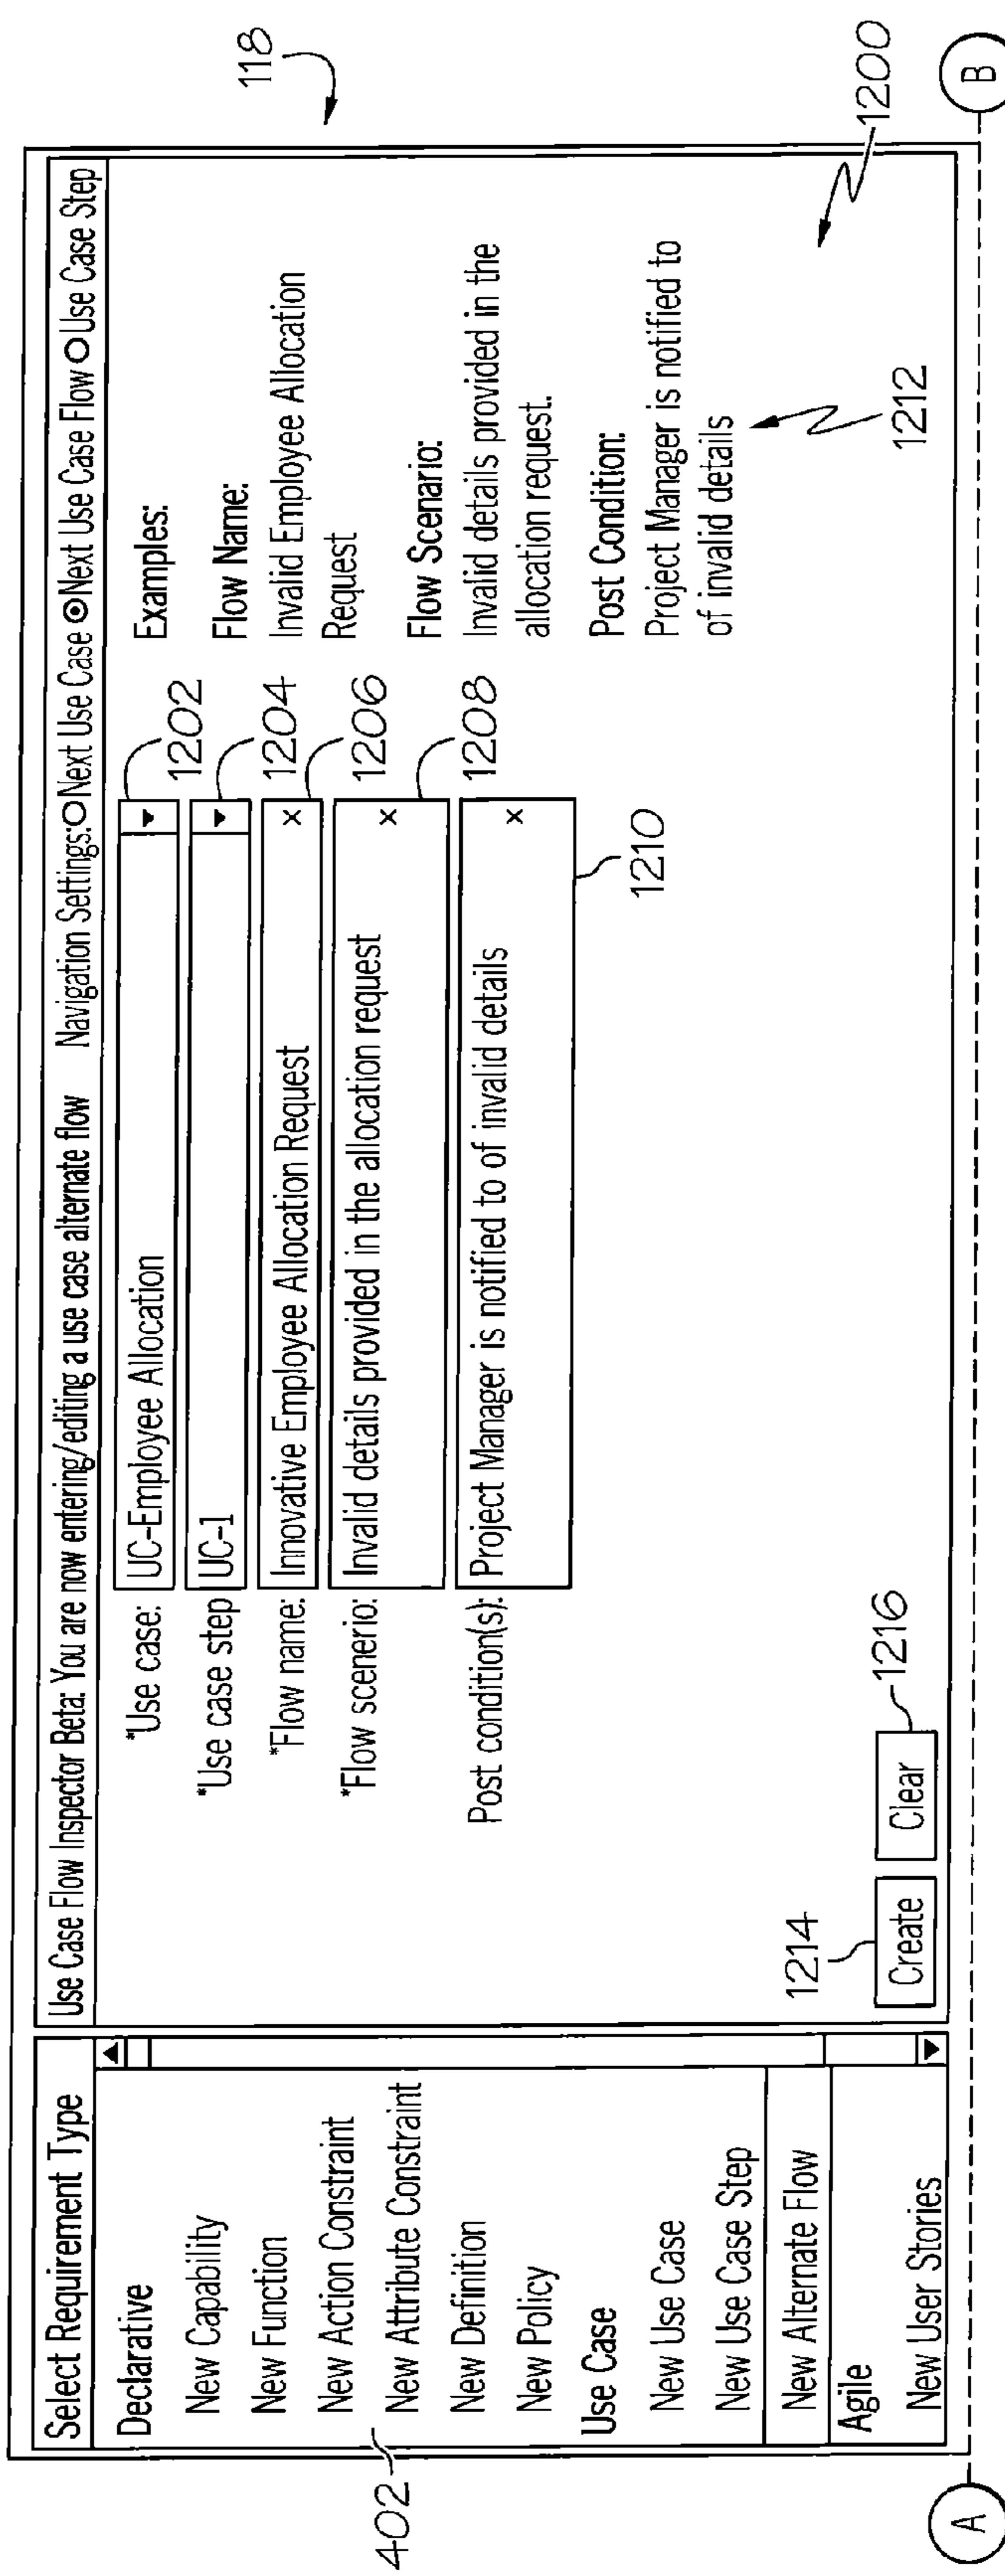 118
Select Requirement Type
Declarative
New Capability
New Function
New Action Constraint
New Attribute Constraint
New Definition
New Policy
Use Case
New Use Case
New Use Case Step
New Alternate Flow
Agile
New User Stories
402
Use Case Flow Inspector Beta: You are now entering/editing a use case alternate flow Navigation Settings: Next Use Case Next Use Case Flow Use Case Step
*Use case: UC-Employee Allocation
1202
*Use case step UC-1
1204
*Flow name: Innovative Employee Allocation Request x
1206
*Flow scenerio: Invalid details provided in the allocation request x
1208
Post condition(s): Project Manager is notified to of invalid details x
1210
Examples:
Flow Name:
Invalid Employee Allocation
Request
Flow Scenario:
Invalid details provided in the
allocation request.
Post Condition:
Project Manager is notified to
of invalid details
1212
1214
Create
Clear
1216
1200
A
B